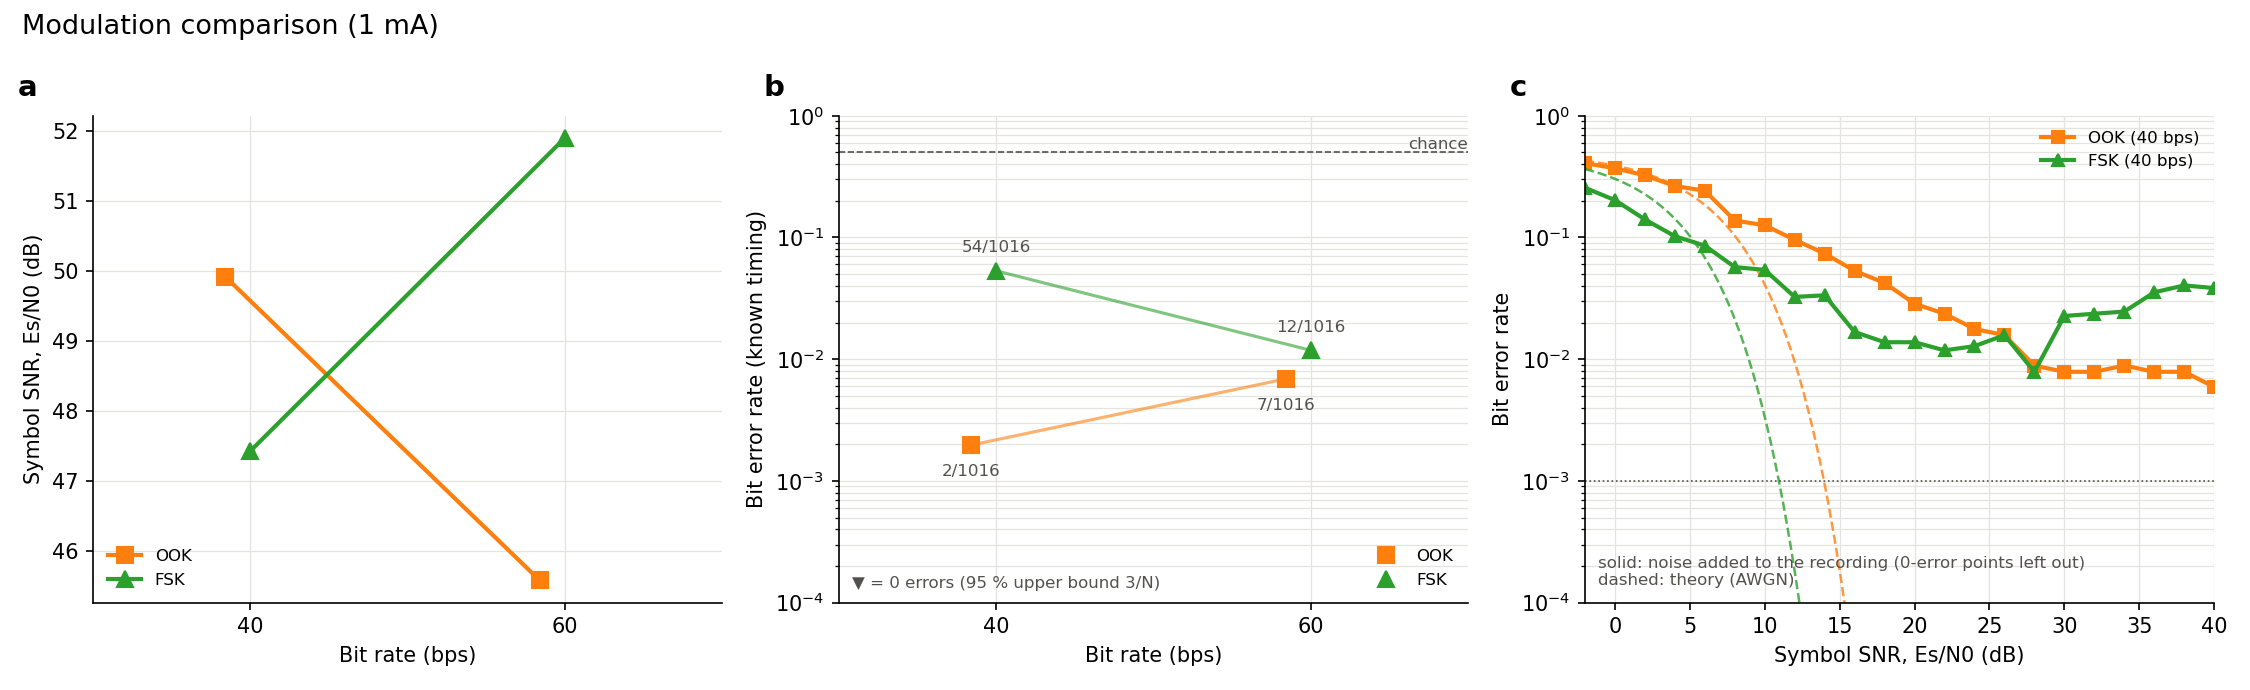 Modulation comparison (1 mA)
a
52
51
50
49
48
47
46
Symbol SNR, Es/N0 (dB)
OOK
FSK
40
60
Bit rate (bps)
b
10⁰
10⁻¹
10⁻²
10⁻³
10⁻⁴
Bit error rate (known timing)
chance
54/1016
12/1016
7/1016
2/1016
▼ = 0 errors (95 % upper bound 3/N)
OOK
FSK
40
60
Bit rate (bps)
c
10⁰
10⁻¹
10⁻²
10⁻³
10⁻⁴
Bit error rate
OOK (40 bps)
FSK (40 bps)
solid: noise added to the recording (0-error points left out)
dashed: theory (AWGN)
0
5
10
15
20
25
30
35
40
Symbol SNR, Es/N0 (dB)